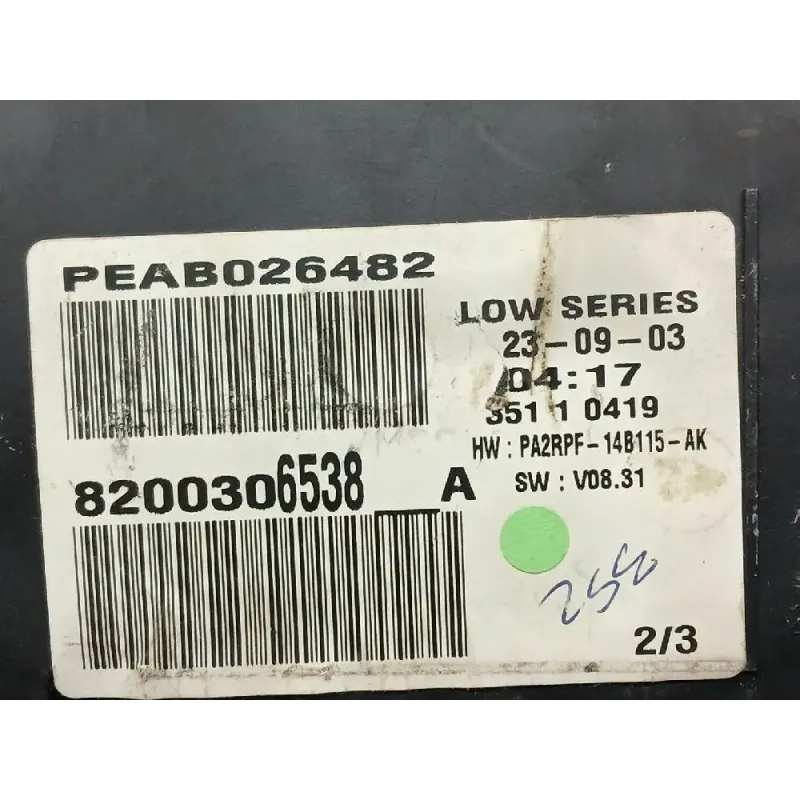 PEAB026482
LOW SERIES
23-09-03
04:17
351 1 0419
HW : PA2RPF-14B115-AK
8200306538__A
SW : V08.31
2/3